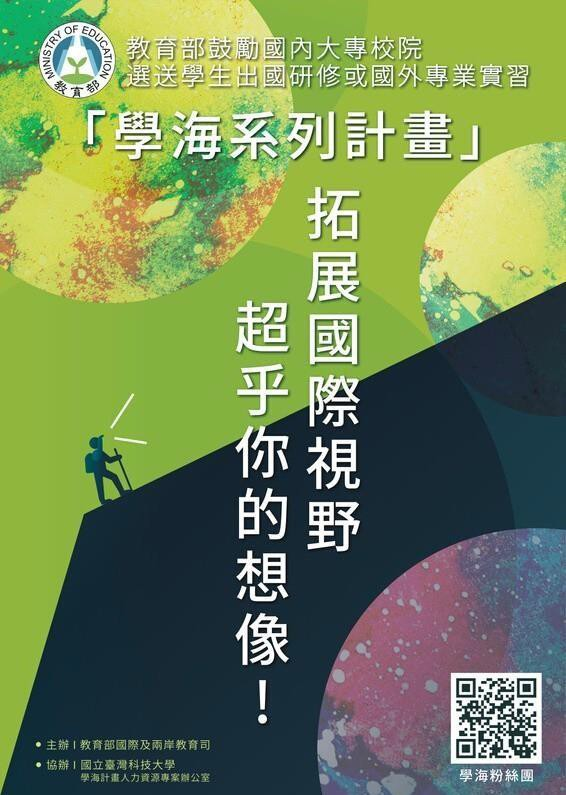 MINISTRY OF EDUCATION
教育部
教育部鼓勵國內大專校院
選送學生出國研修或國外專業實習
「學海系列計畫」
拓展國際視野
超乎你的想像！
主辦 | 教育部國際及兩岸教育司
協辦 | 國立臺灣科技大學
學海計畫人力資源專案辦公室
學海粉絲團